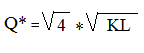 Q* = √4 * √KL